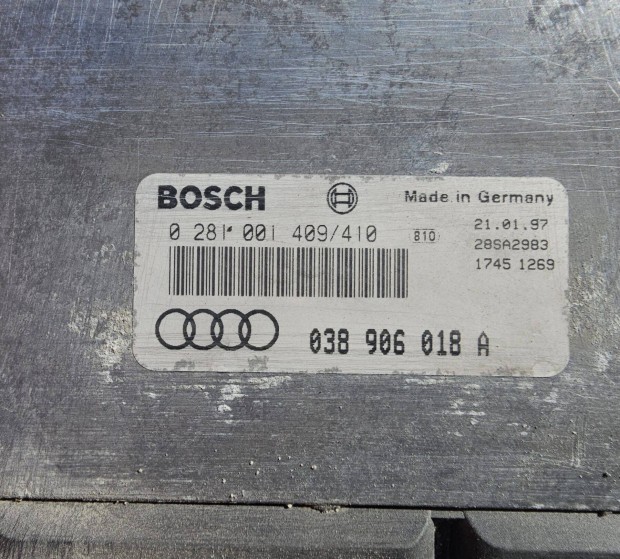 BOSCH Made in Germany
0 281 001 409/410 810 21.01.97
28SA2983
1745 1269
038 906 018 A